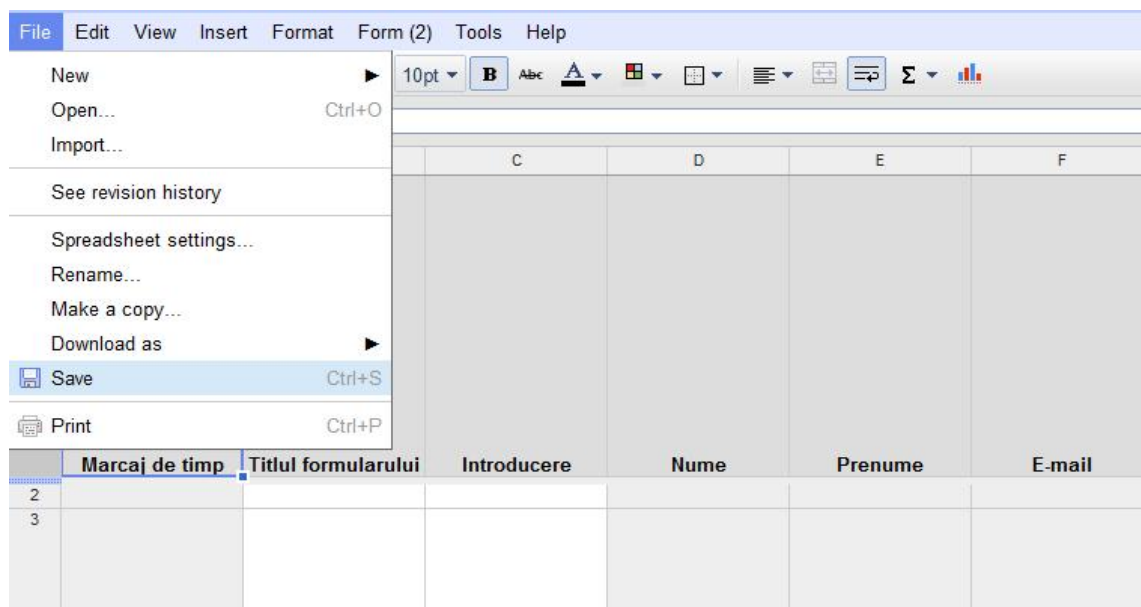 File Edit View Insert Format Form (2) Tools Help
New
10pt B Abc A Σ
Open... Ctrl+O
Import...
C D E F
See revision history
Spreadsheet settings...
Rename...
Make a copy...
Download as
Save Ctrl+S
Print Ctrl+P
Marcaj de timp Titlul formularului Introducere Nume Prenume E-mail
2
3